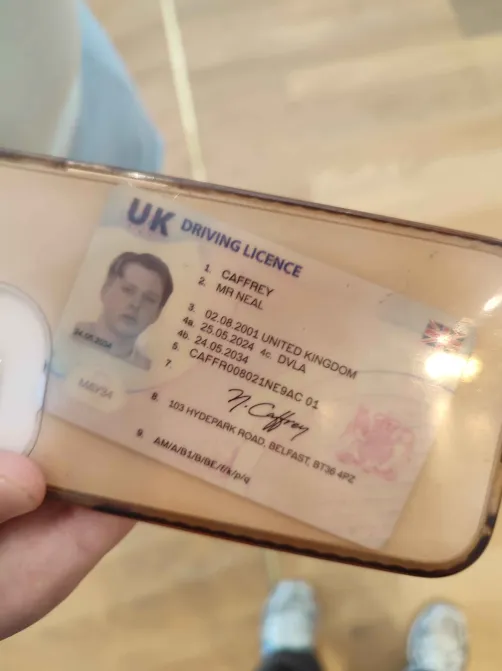 UK DRIVING LICENCE
1. CAFFREY
2. MR NEAL
3. 02.08.2001 UNITED KINGDOM
4a. 25.05.2024 4c. DVLA
4b. 24.05.2034
5. CAFFR008021NE9AC 01
7. N. Caffrey
8. 103 HYDEPARK ROAD, BELFAST, BT36 4PZ
9. AM/A/B1/B/BE/f/k/p/q
24.05.2034
MAY34